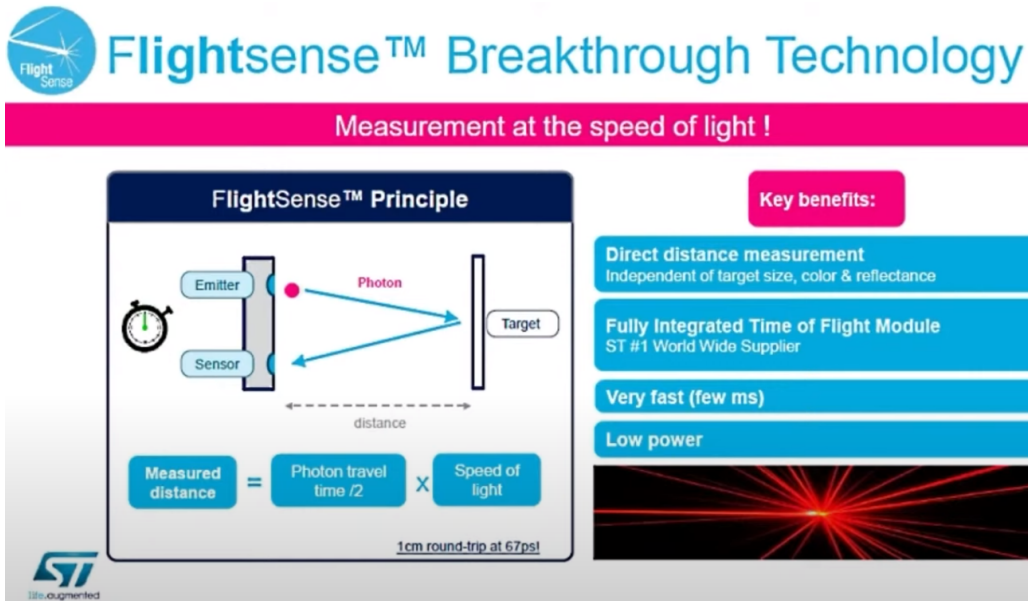 Flight
Sense
Flightsense™ Breakthrough Technology
Measurement at the speed of light !
FlightSense™ Principle
Emitter
Photon
Target
Sensor
distance
Measured
distance
=
Photon travel
time /2
x
Speed of
light
1cm round-trip at 67ps!
Key benefits:
Direct distance measurement
Independent of target size, color & reflectance
Fully Integrated Time of Flight Module
ST #1 World Wide Supplier
Very fast (few ms)
Low power
ST
life.augmented